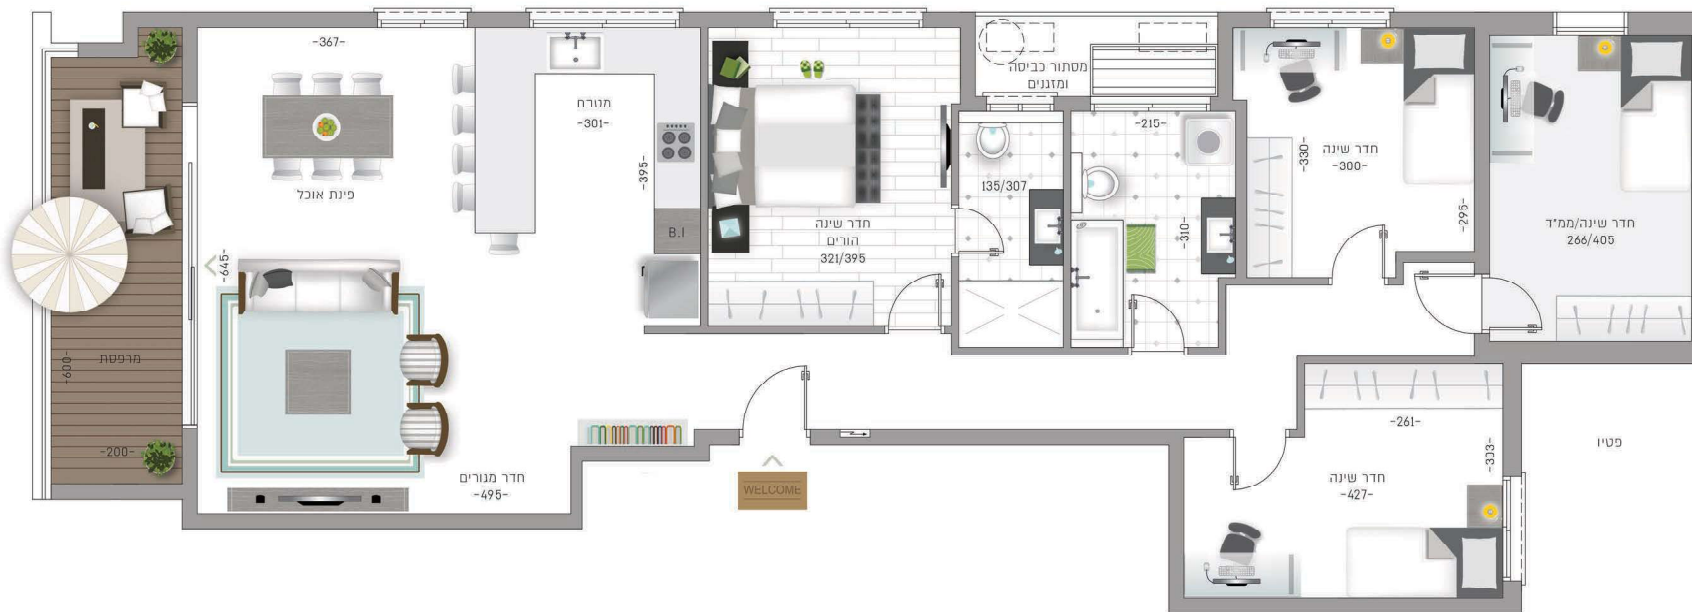 -367-
פינת אוכל
-645-
מרפסת
-600-
-200-
חדר מגורים
-495-
מטבח
-301-
-395-
B.I
חדר שינה
הורים
321/395
135/307
מסתור כביסה
ומזגנים
-215-
-310-
-330-
חדר שינה
-300-
-295-
חדר שינה/ממ״ד
266/405
WELCOME
-261-
-333-
חדר שינה
-427-
פטיו